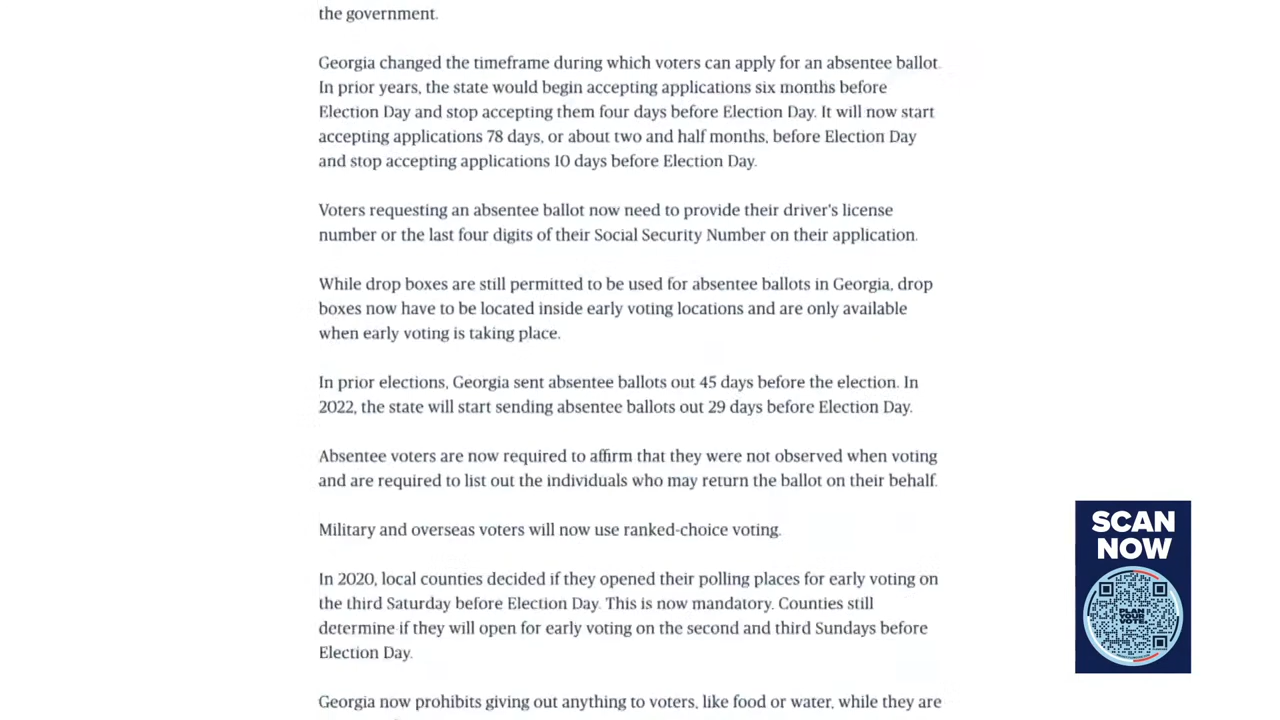 the government.
Georgia changed the timeframe during which voters can apply for an absentee ballot.
In prior years, the state would begin accepting applications six months before
Election Day and stop accepting them four days before Election Day. It will now start
accepting applications 78 days, or about two and half months, before Election Day
and stop accepting applications 10 days before Election Day.
Voters requesting an absentee ballot now need to provide their driver's license
number or the last four digits of their Social Security Number on their application.
While drop boxes are still permitted to be used for absentee ballots in Georgia, drop
boxes now have to be located inside early voting locations and are only available
when early voting is taking place.
In prior elections, Georgia sent absentee ballots out 45 days before the election. In
2022, the state will start sending absentee ballots out 29 days before Election Day.
Absentee voters are now required to affirm that they were not observed when voting
and are required to list out the individuals who may return the ballot on their behalf.
Military and overseas voters will now use ranked-choice voting.
In 2020, local counties decided if they opened their polling places for early voting on
the third Saturday before Election Day. This is now mandatory. Counties still
determine if they will open for early voting on the second and third Sundays before
Election Day.
Georgia now prohibits giving out anything to voters, like food or water, while they are
SCAN
NOW
PLAN
YOUR
VOTE.